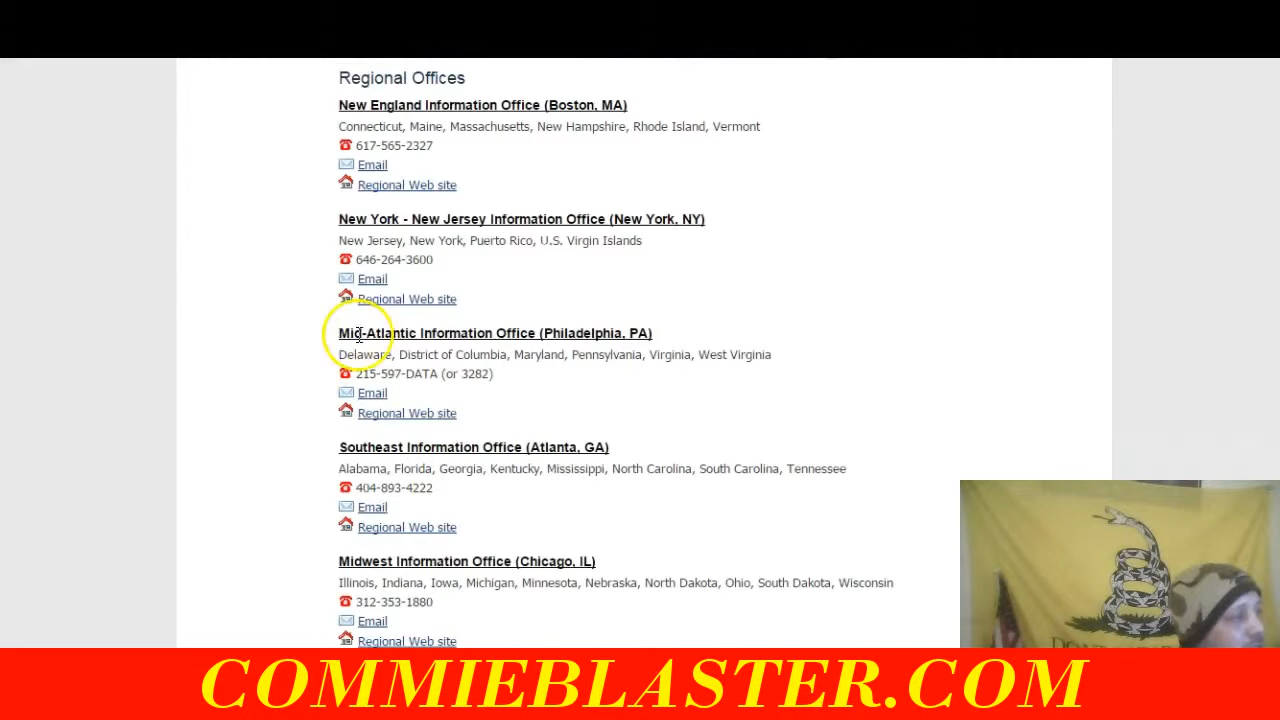 Regional Offices
New England Information Office (Boston, MA)
Connecticut, Maine, Massachusetts, New Hampshire, Rhode Island, Vermont
617-565-2327
Email
Regional Web site
New York - New Jersey Information Office (New York, NY)
New Jersey, New York, Puerto Rico, U.S. Virgin Islands
646-264-3600
Email
Regional Web site
Mid-Atlantic Information Office (Philadelphia, PA)
Delaware, District of Columbia, Maryland, Pennsylvania, Virginia, West Virginia
215-597-DATA (or 3282)
Email
Regional Web site
Southeast Information Office (Atlanta, GA)
Alabama, Florida, Georgia, Kentucky, Mississippi, North Carolina, South Carolina, Tennessee
404-893-4222
Email
Regional Web site
Midwest Information Office (Chicago, IL)
Illinois, Indiana, Iowa, Michigan, Minnesota, Nebraska, North Dakota, Ohio, South Dakota, Wisconsin
312-353-1880
Email
Regional Web site
COMMIEBLASTER.COM